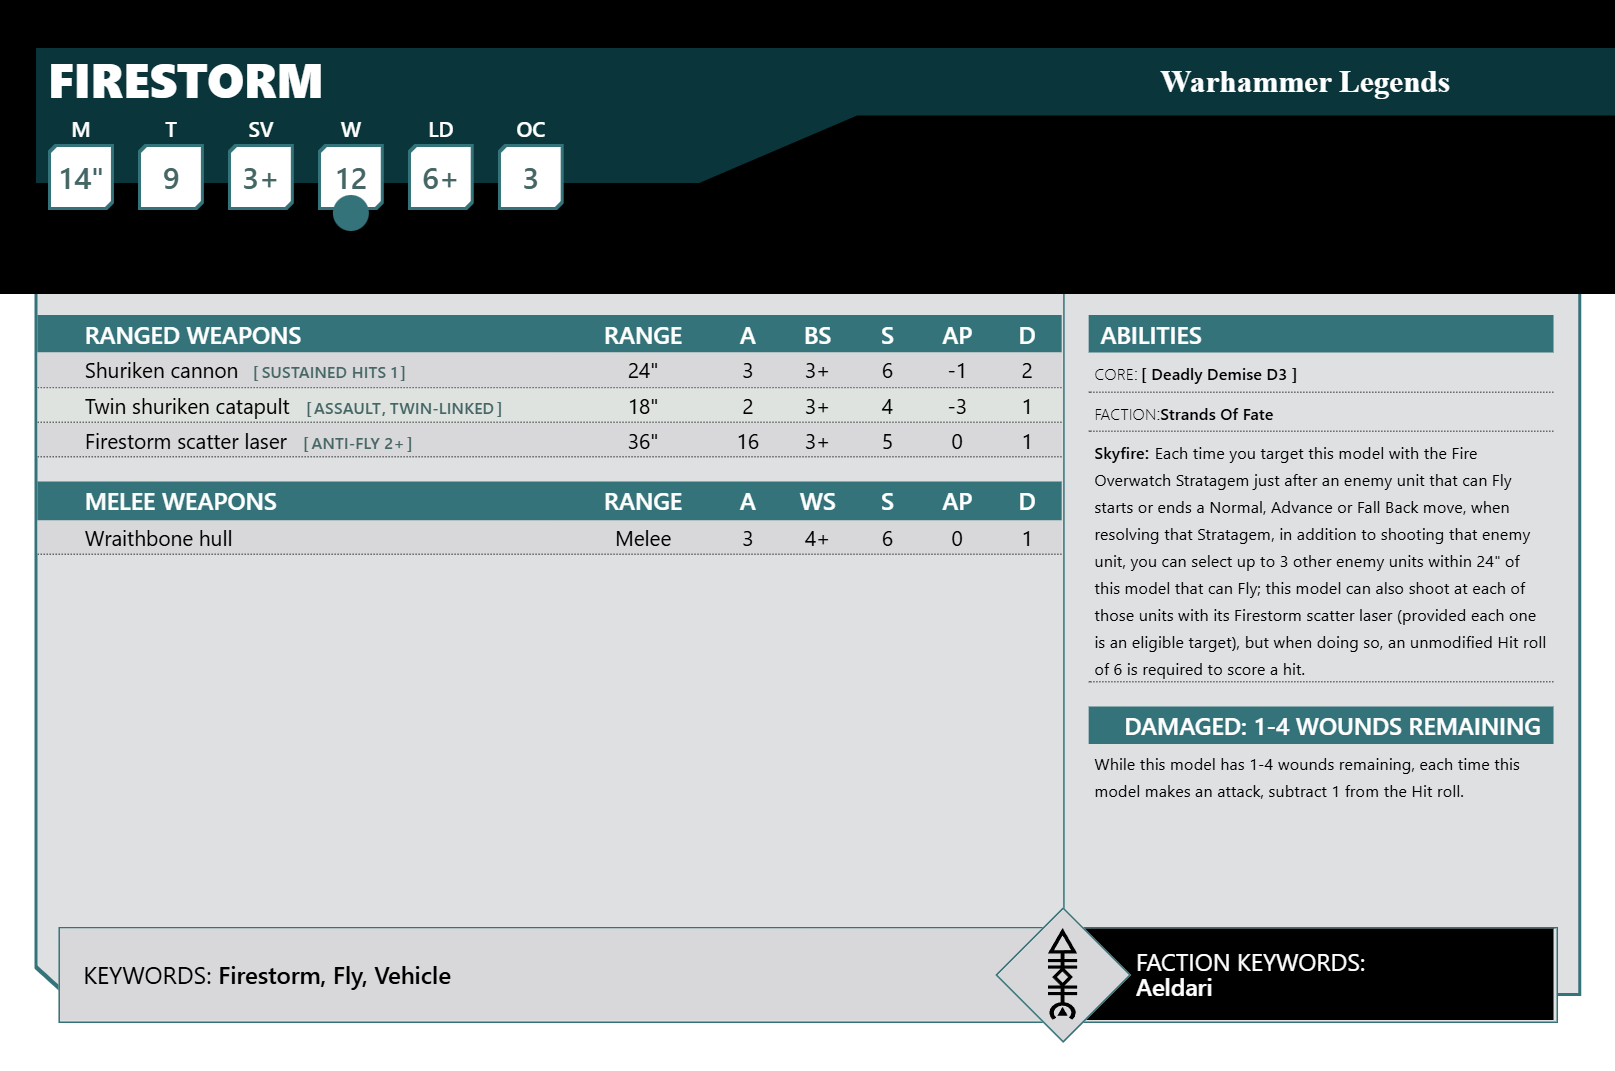 FIRESTORM
Warhammer Legends
M T SV W LD OC
14" 9 3+ 12 6+ 3
RANGED WEAPONS RANGE A BS S AP D
Shuriken cannon [ SUSTAINED HITS 1 ] 24" 3 3+ 6 -1 2
Twin shuriken catapult [ ASSAULT, TWIN-LINKED ] 18" 2 3+ 4 -3 1
Firestorm scatter laser [ ANTI-FLY 2+ ] 36" 16 3+ 5 0 1
MELEE WEAPONS RANGE A WS S AP D
Wraithbone hull Melee 3 4+ 6 0 1
ABILITIES
CORE: [ Deadly Demise D3 ]
FACTION:Strands Of Fate
Skyfire: Each time you target this model with the Fire
Overwatch Stratagem just after an enemy unit that can Fly
starts or ends a Normal, Advance or Fall Back move, when
resolving that Stratagem, in addition to shooting that enemy
unit, you can select up to 3 other enemy units within 24" of
this model that can Fly; this model can also shoot at each of
those units with its Firestorm scatter laser (provided each one
is an eligible target), but when doing so, an unmodified Hit roll
of 6 is required to score a hit.
DAMAGED: 1-4 WOUNDS REMAINING
While this model has 1-4 wounds remaining, each time this
model makes an attack, subtract 1 from the Hit roll.
KEYWORDS: Firestorm, Fly, Vehicle
FACTION KEYWORDS:
Aeldari